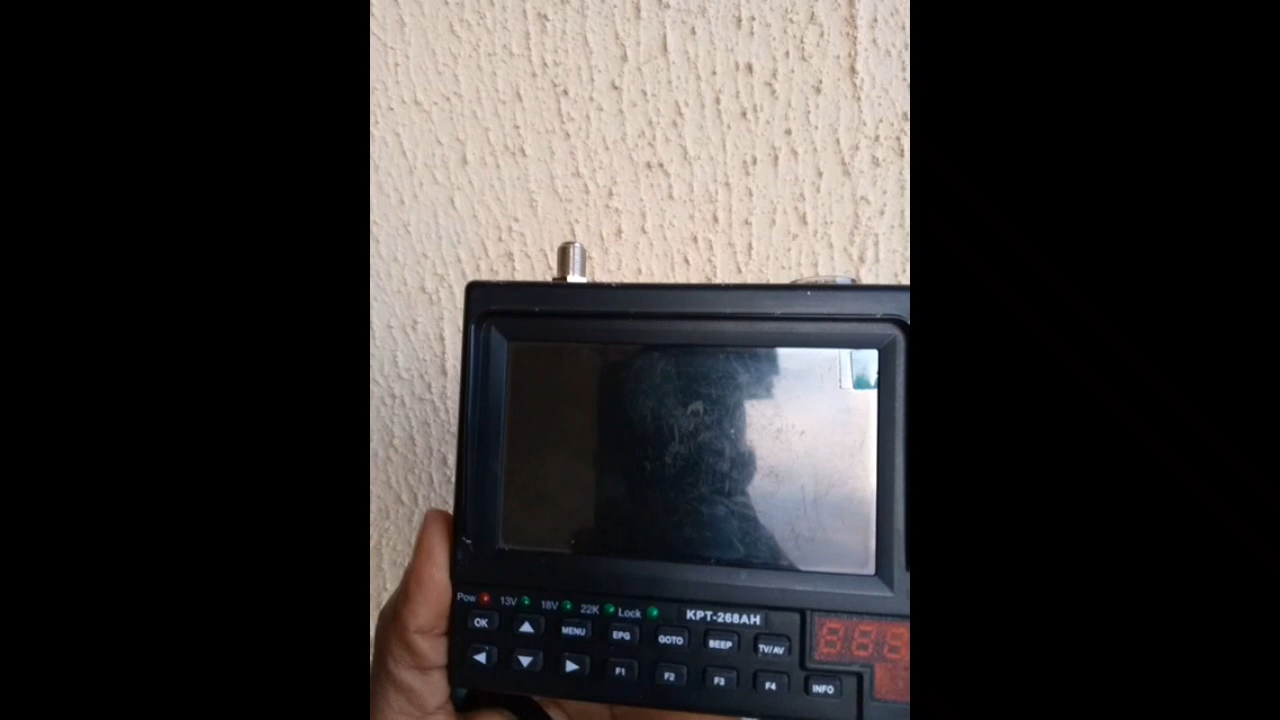 Pow 13V 18V 22K Lock KPT-268AH
OK MENU EPG GOTO BEEP TV/AV
F1 F2 F3 F4 INFO